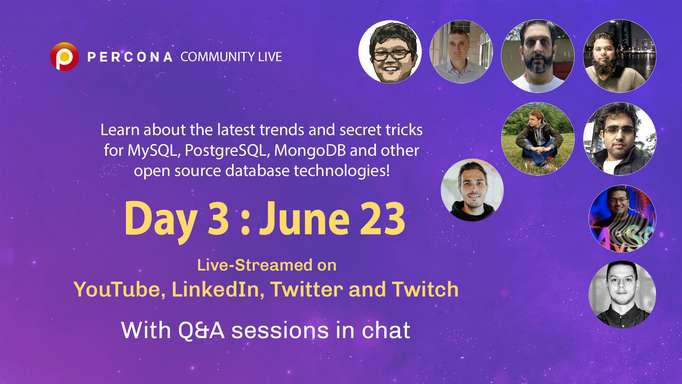 PERCONA COMMUNITY LIVE
Learn about the latest trends and secret tricks
for MySQL, PostgreSQL, MongoDB and other
open source database technologies!
Day 3 : June 23
Live-Streamed on
YouTube, LinkedIn, Twitter and Twitch
With Q&A sessions in chat